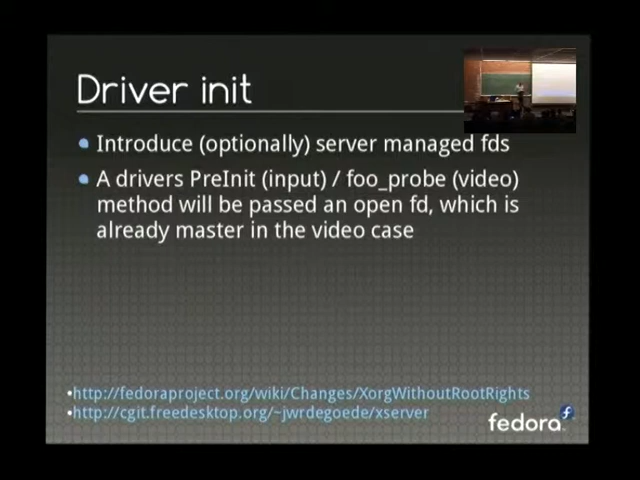 Driver init
Introduce (optionally) server managed fds
A drivers PreInit (input) / foo_probe (video)
method will be passed an open fd, which is
already master in the video case
•http://fedoraproject.org/wiki/Changes/XorgWithoutRootRights
•http://cgit.freedesktop.org/~jwrdegoede/xserver
fedora